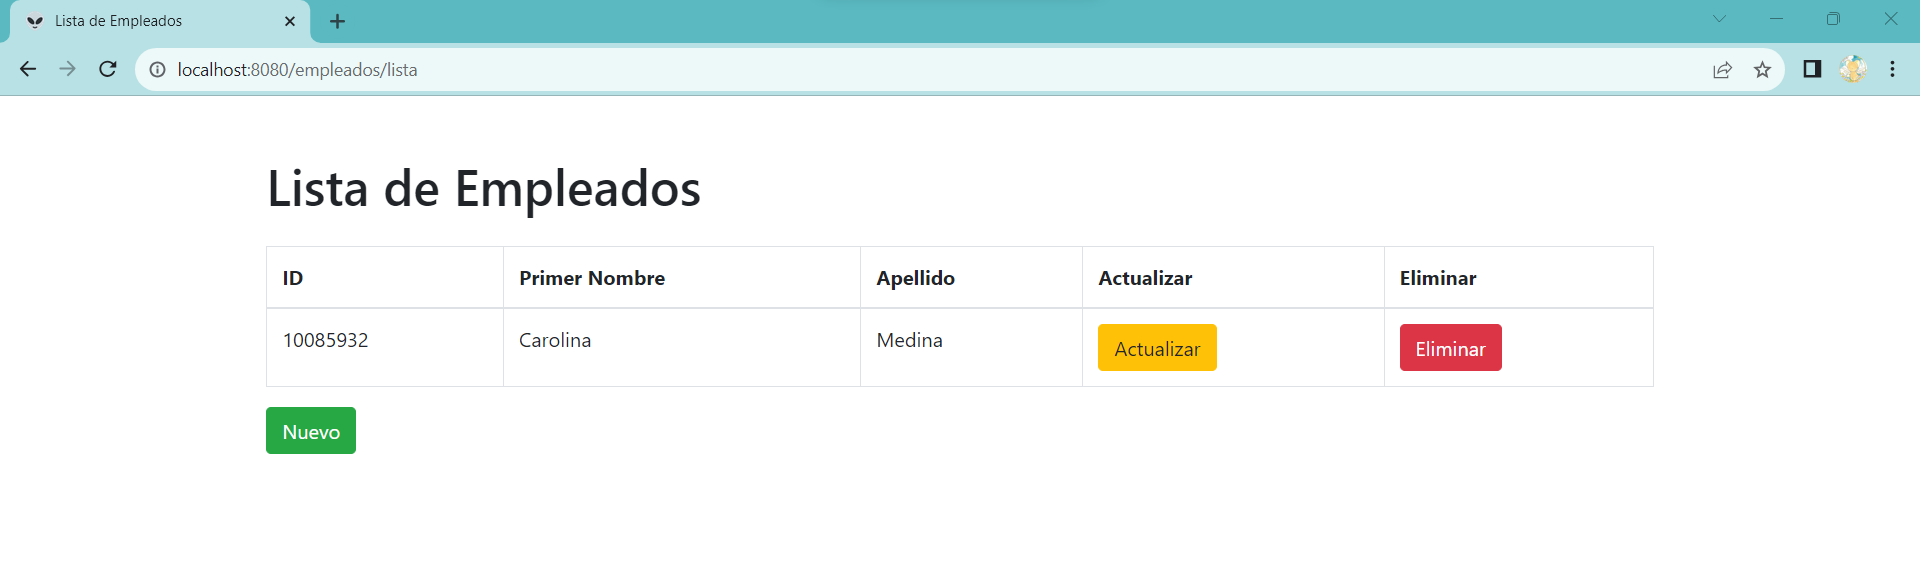 Lista de Empleados
localhost:8080/empleados/lista
Lista de Empleados
ID Primer Nombre Apellido Actualizar Eliminar
10085932 Carolina Medina Actualizar Eliminar
Nuevo